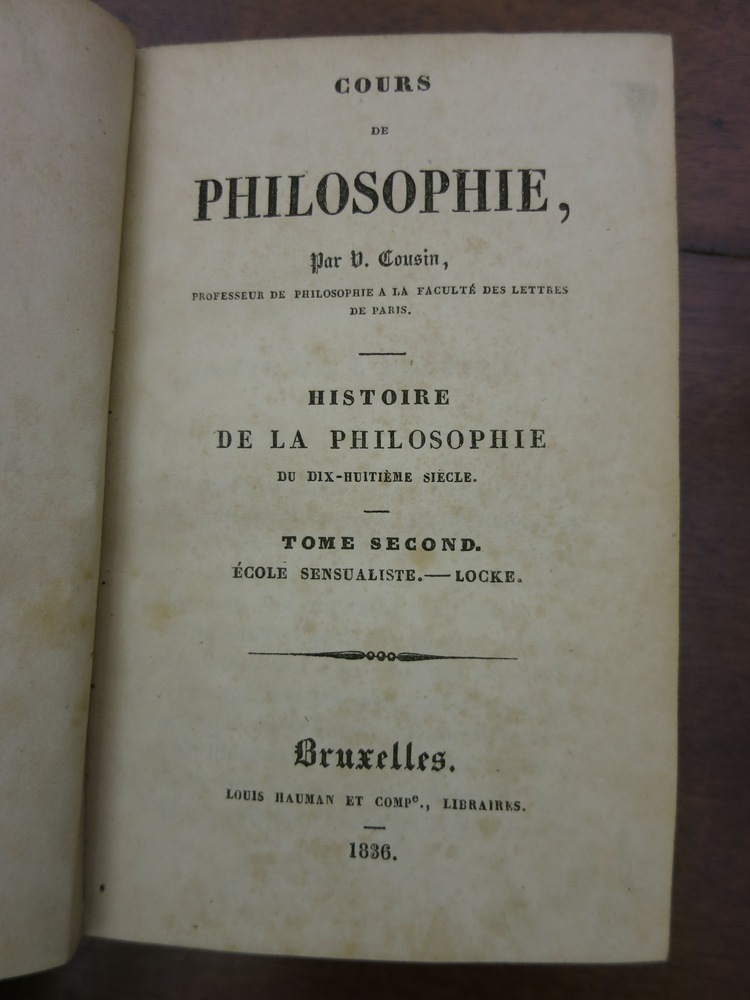 COURS
DE
PHILOSOPHIE,
Par V. Cousin,
PROFESSEUR DE PHILOSOPHIE A LA FACULTÉ DES LETTRES
DE PARIS.
HISTOIRE
DE LA PHILOSOPHIE
DU DIX-HUITIÈME SIÈCLE.
TOME SECOND.
ÉCOLE SENSUALISTE.—LOCKE.
Bruxelles.
LOUIS HAUMAN ET COMPe., LIBRAIRES.
1836.